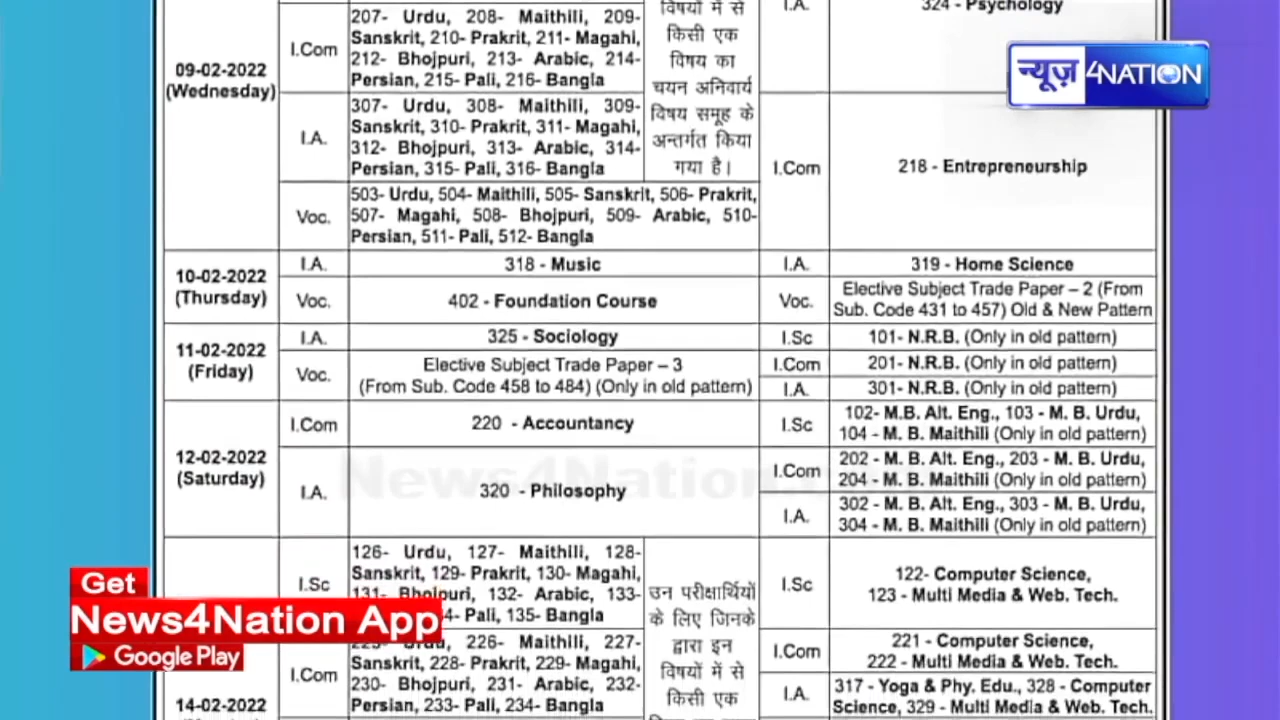 207- Urdu, 208- Maithili, 209-
Sanskrit, 210- Prakrit, 211- Magahi,
212- Bhojpuri, 213- Arabic, 214-
Persian, 215- Pali, 216- Bangla
I.Com
विषयों में से
किसी एक
विषय का
चयन अनिवार्य
विषय समूह के
अन्तर्गत किया
गया है।
I.A.
324 - Psychology
न्यूज़ 4NATION
09-02-2022
(Wednesday)
I.A.
307- Urdu, 308- Maithili, 309-
Sanskrit, 310- Prakrit, 311- Magahi,
312- Bhojpuri, 313- Arabic, 314-
Persian, 315- Pali, 316- Bangla
I.Com
218 - Entrepreneurship
Voc.
503- Urdu, 504- Maithili, 505- Sanskrit, 506- Prakrit,
507- Magahi, 508- Bhojpuri, 509- Arabic, 510-
Persian, 511- Pali, 512- Bangla
10-02-2022
(Thursday)
I.A.
318 - Music
I.A.
319 - Home Science
Voc.
402 - Foundation Course
Voc.
Elective Subject Trade Paper – 2 (From
Sub. Code 431 to 457) Old & New Pattern
11-02-2022
(Friday)
I.A.
325 - Sociology
I.Sc
101- N.R.B. (Only in old pattern)
Voc.
Elective Subject Trade Paper – 3
(From Sub. Code 458 to 484) (Only in old pattern)
I.Com
201- N.R.B. (Only in old pattern)
I.A.
301- N.R.B. (Only in old pattern)
12-02-2022
(Saturday)
I.Com
220 - Accountancy
I.Sc
102- M.B. Alt. Eng., 103 - M. B. Urdu,
104 - M. B. Maithili (Only in old pattern)
I.A.
320 - Philosophy
I.Com
202 - M. B. Alt. Eng., 203 - M. B. Urdu,
204 - M. B. Maithili (Only in old pattern)
I.A.
302 - M. B. Alt. Eng., 303 - M. B. Urdu,
304 - M. B. Maithili (Only in old pattern)
News4Nation.com
14-02-2022
I.Sc
126- Urdu, 127- Maithili, 128-
Sanskrit, 129- Prakrit, 130- Magahi,
131- Bhojpuri, 132- Arabic, 133-
Pali, 135- Bangla
उन परीक्षार्थियों
के लिए जिनके
द्वारा इन
विषयों में से
किसी एक
I.Sc
122- Computer Science,
123 - Multi Media & Web. Tech.
I.Com
Urdu, 226- Maithili, 227-
Sanskrit, 228- Prakrit, 229- Magahi,
230- Bhojpuri, 231- Arabic, 232-
Persian, 233- Pali, 234- Bangla
I.Com
221 - Computer Science,
222 - Multi Media & Web. Tech.
I.A.
317 - Yoga & Phy. Edu., 328 - Computer
Science, 329 - Multi Media & Web. Tech.
Get
News4Nation App
Google Play